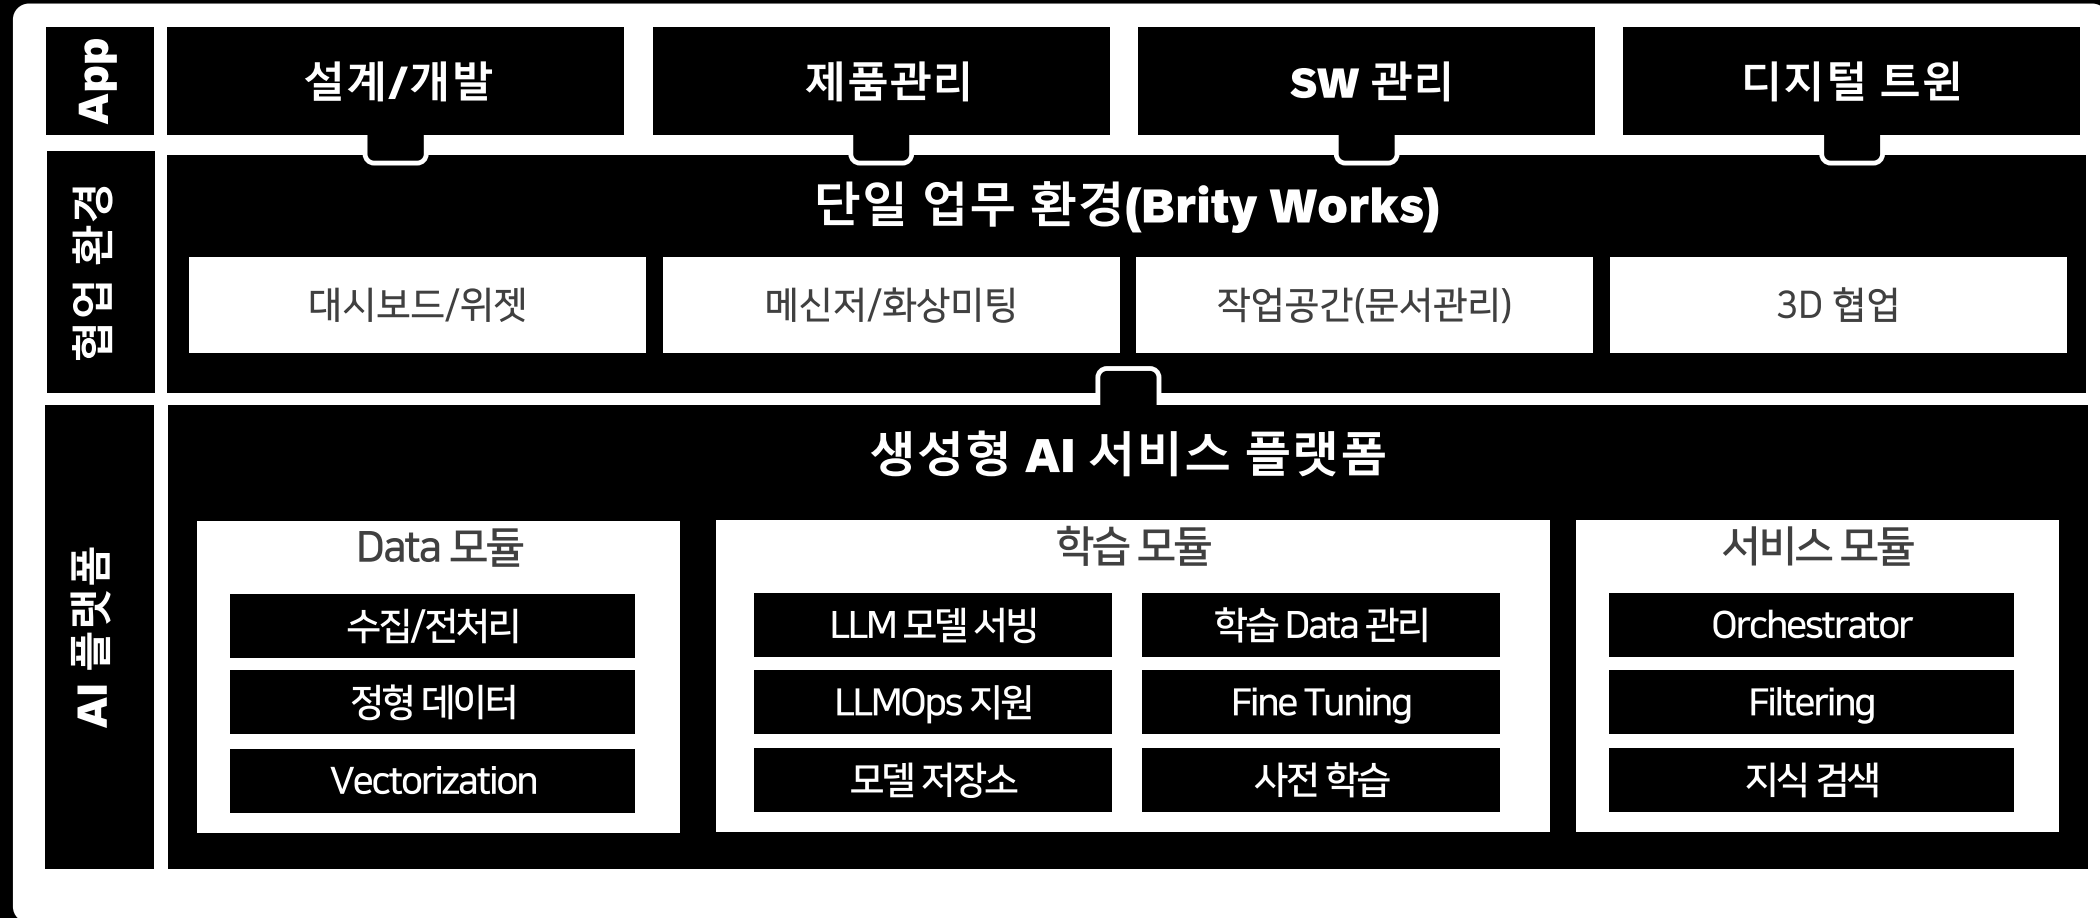 App
설계/개발
제품관리
SW 관리
디지털 트윈
협업 환경
단일 업무 환경(Brity Works)
대시보드/위젯
메신저/화상미팅
작업공간(문서관리)
3D 협업
AI 플랫폼
생성형 AI 서비스 플랫폼
Data 모듈
수집/전처리
정형 데이터
Vectorization
학습 모듈
LLM 모델 서빙
학습 Data 관리
LLMOps 지원
Fine Tuning
모델 저장소
사전 학습
서비스 모듈
Orchestrator
Filtering
지식 검색